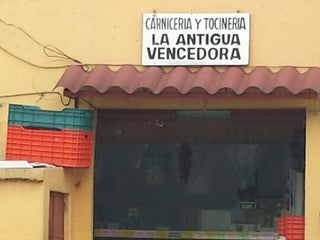 CARNICERIA Y TOCINERIA
LA ANTIGUA
VENCEDORA